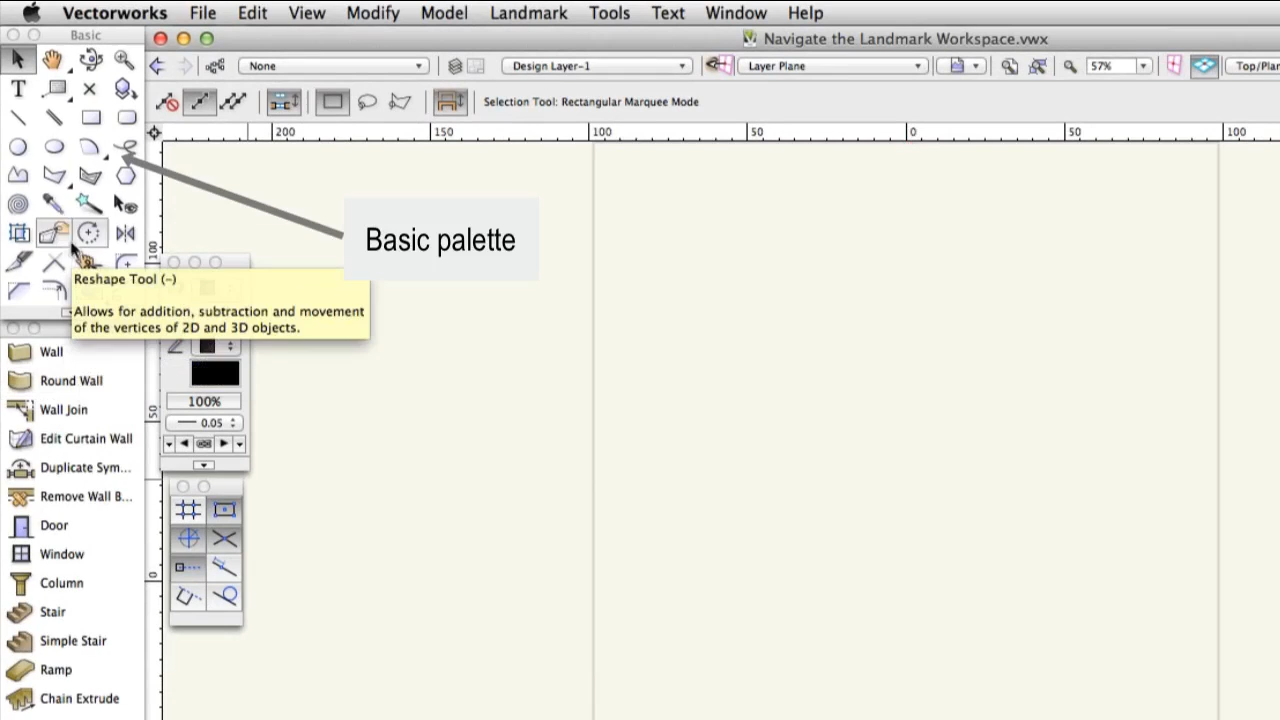 Vectorworks File Edit View Modify Model Landmark Tools Text Window Help
Basic
Navigate the Landmark Workspace.vwx
None
Design Layer-1
Layer Plane
57%
Top/Plan
Selection Tool: Rectangular Marquee Mode
200 150 100 50 0 50 100
Basic palette
100
50
0
Reshape Tool (–)
Allows for addition, subtraction and movement
of the vertices of 2D and 3D objects.
100%
0.05
Wall
Round Wall
Wall Join
Edit Curtain Wall
Duplicate Sym...
Remove Wall B...
Door
Window
Column
Stair
Simple Stair
Ramp
Chain Extrude